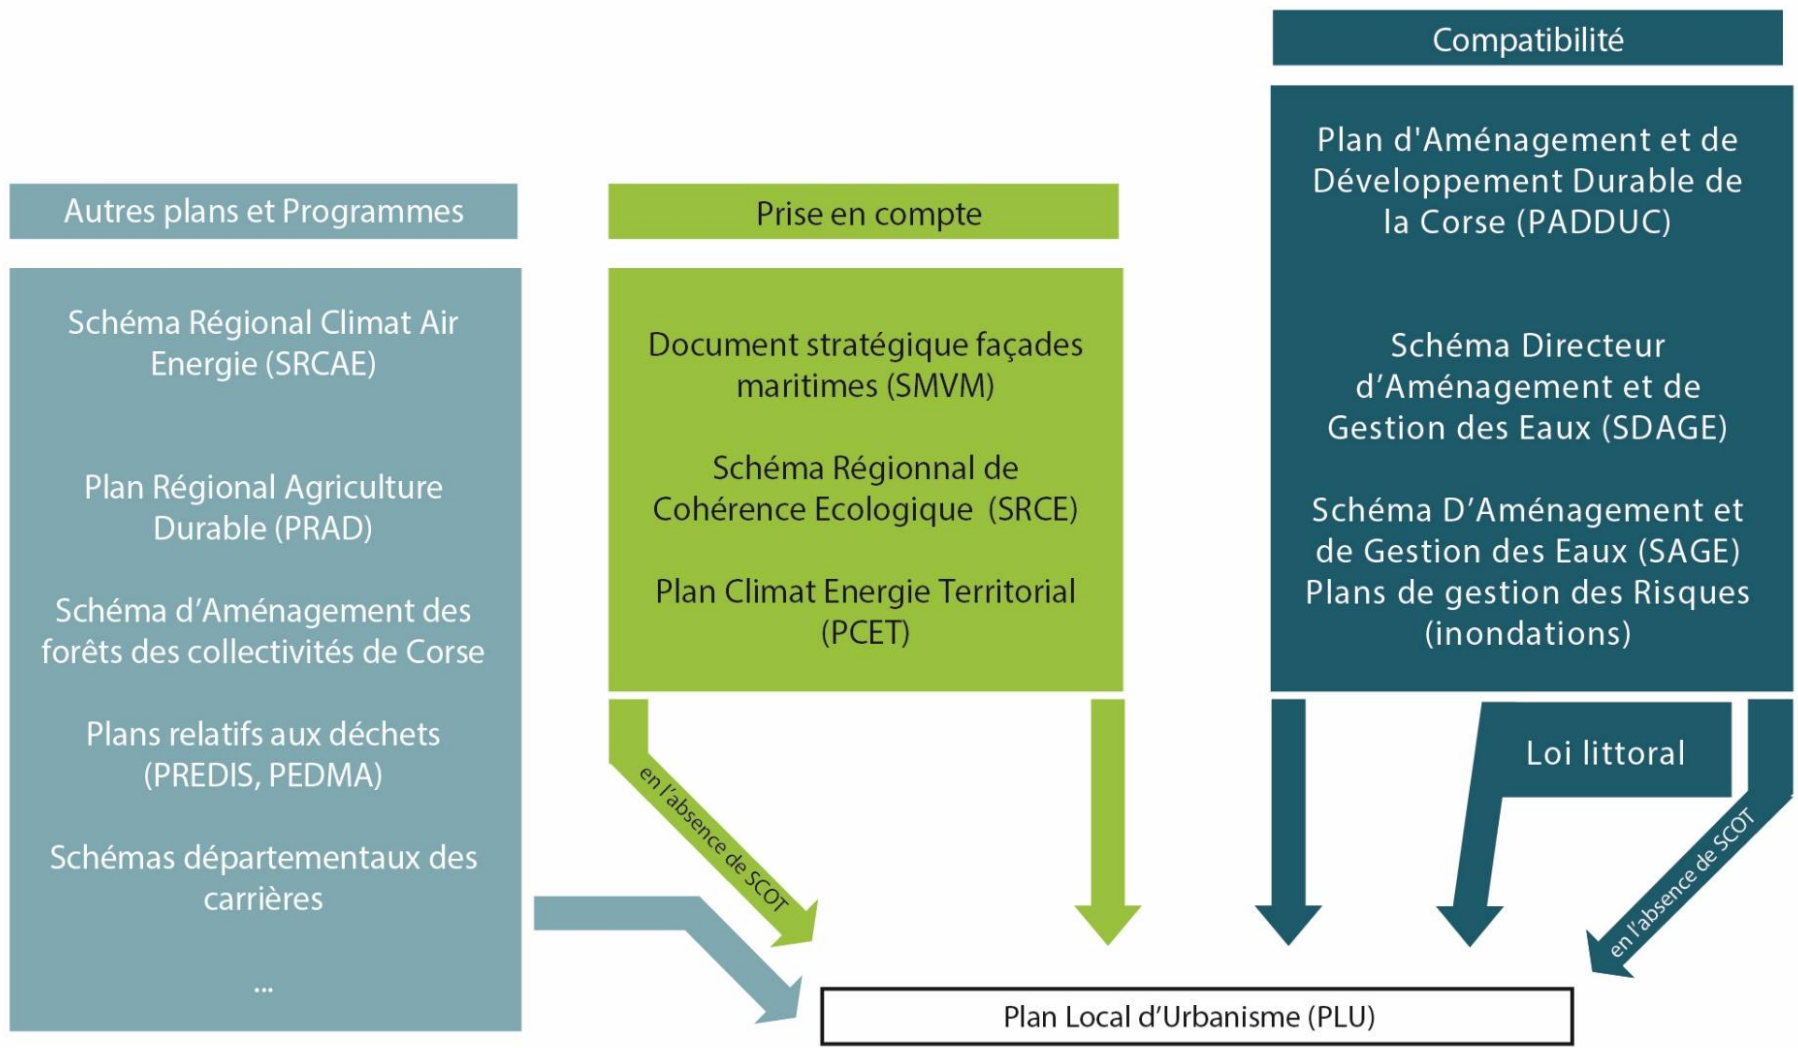 Autres plans et Programmes
Schéma Régional Climat Air
Energie (SRCAE)
Plan Régional Agriculture
Durable (PRAD)
Schéma d’Aménagement des
forêts des collectivités de Corse
Plans relatifs aux déchets
(PREDIS, PEDMA)
Schémas départementaux des
carrières
...
Prise en compte
Document stratégique façades
maritimes (SMVM)
Schéma Régionnal de
Cohérence Ecologique (SRCE)
Plan Climat Energie Territorial
(PCET)
en l’absence de SCOT
Compatibilité
Plan d'Aménagement et de
Développement Durable de
la Corse (PADDUC)
Schéma Directeur
d’Aménagement et de
Gestion des Eaux (SDAGE)
Schéma D’Aménagement et
de Gestion des Eaux (SAGE)
Plans de gestion des Risques
(inondations)
Loi littoral
en l’absence de SCOT
Plan Local d’Urbanisme (PLU)